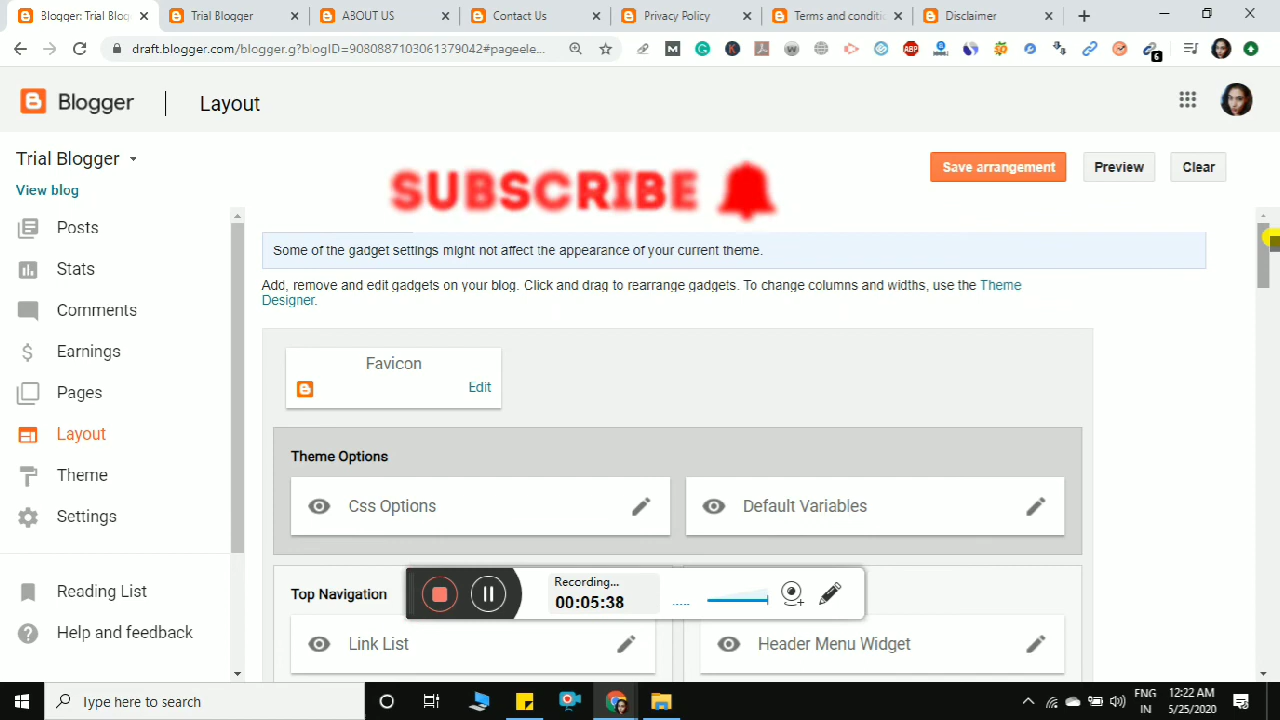 Blogger: Trial Blog
Trial Blogger
ABOUT US
Contact Us
Privacy Policy
Terms and conditio
Disclaimer
draft.blogger.com/blogger.g?blogID=9080887103061379042#pageele...
6
Blogger
Layout
Trial Blogger
View blog
SUBSCRIBE
Save arrangement
Preview
Clear
Posts
Stats
Comments
Earnings
Pages
Layout
Theme
Settings
Reading List
Help and feedback
Some of the gadget settings might not affect the appearance of your current theme.
Add, remove and edit gadgets on your blog. Click and drag to rearrange gadgets. To change columns and widths, use the Theme
Designer.
Favicon
Edit
Theme Options
Css Options
Default Variables
Top Navigation
Link List
Header Menu Widget
Recording...
00:05:38
Type here to search
ENG
IN
12:22 AM
5/25/2020